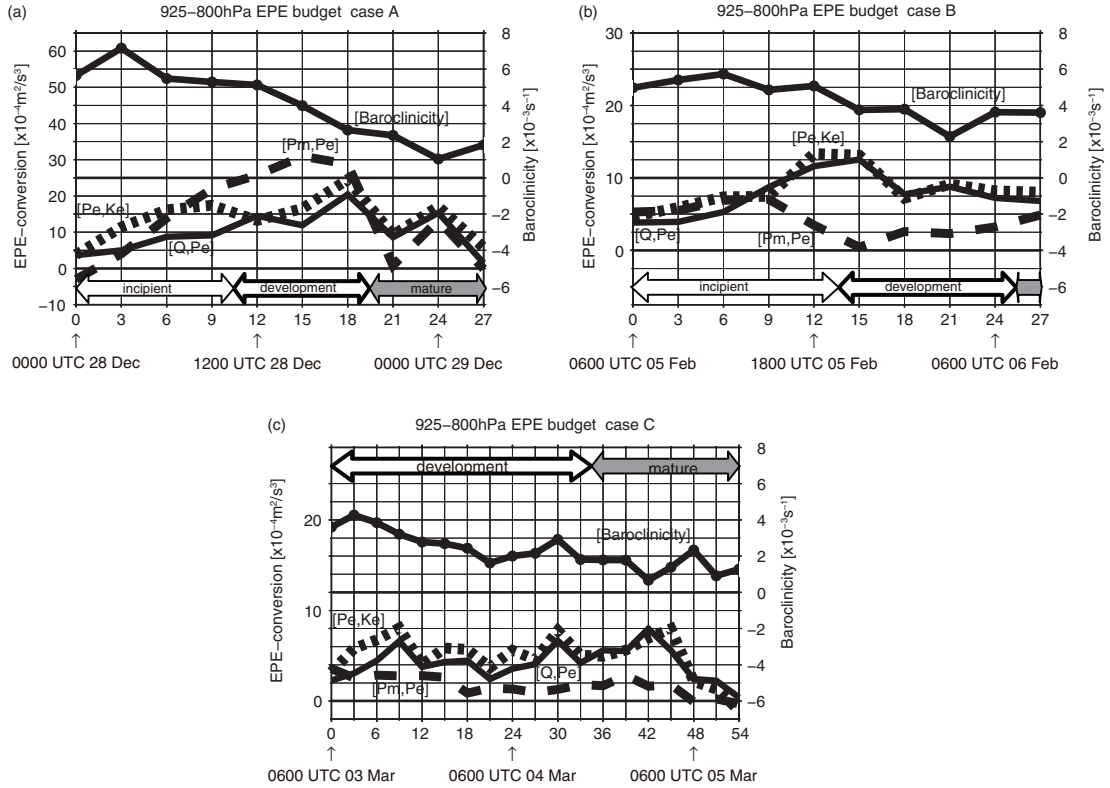 (a)
925–800hPa EPE budget case A
EPE–conversion [x10⁻⁴m²/s³]
60
50
40
30
20
10
0
–10
8
6
4
2
0
–2
–4
–6
Baroclinicity [x10⁻³s⁻¹]
[Baroclinicity]
[Pm,Pe]
[Pe,Ke]
[Q,Pe]
incipient
development
mature
0 3 6 9 12 15 18 21 24 27
↑ ↑ ↑
0000 UTC 28 Dec 1200 UTC 28 Dec 0000 UTC 29 Dec
(b)
925–800hPa EPE budget case B
EPE–conversion [x10⁻⁴m²/s³]
30
20
10
0
8
6
4
2
0
–2
–4
–6
Baroclinicity [x10⁻³s⁻¹]
[Baroclinicity]
[Pe,Ke]
[Q,Pe]
[Pm,Pe]
incipient
development
0 3 6 9 12 15 18 21 24 27
↑ ↑ ↑
0600 UTC 05 Feb 1800 UTC 05 Feb 0600 UTC 06 Feb
(c)
925–800hPa EPE budget case C
EPE–conversion [x10⁻⁴m²/s³]
20
10
0
8
6
4
2
0
–2
–4
–6
Baroclinicity [x10⁻³s⁻¹]
development
mature
[Baroclinicity]
[Pe,Ke]
[Q,Pe]
[Pm,Pe]
0 6 12 18 24 30 36 42 48 54
↑ ↑ ↑
0600 UTC 03 Mar 0600 UTC 04 Mar 0600 UTC 05 Mar